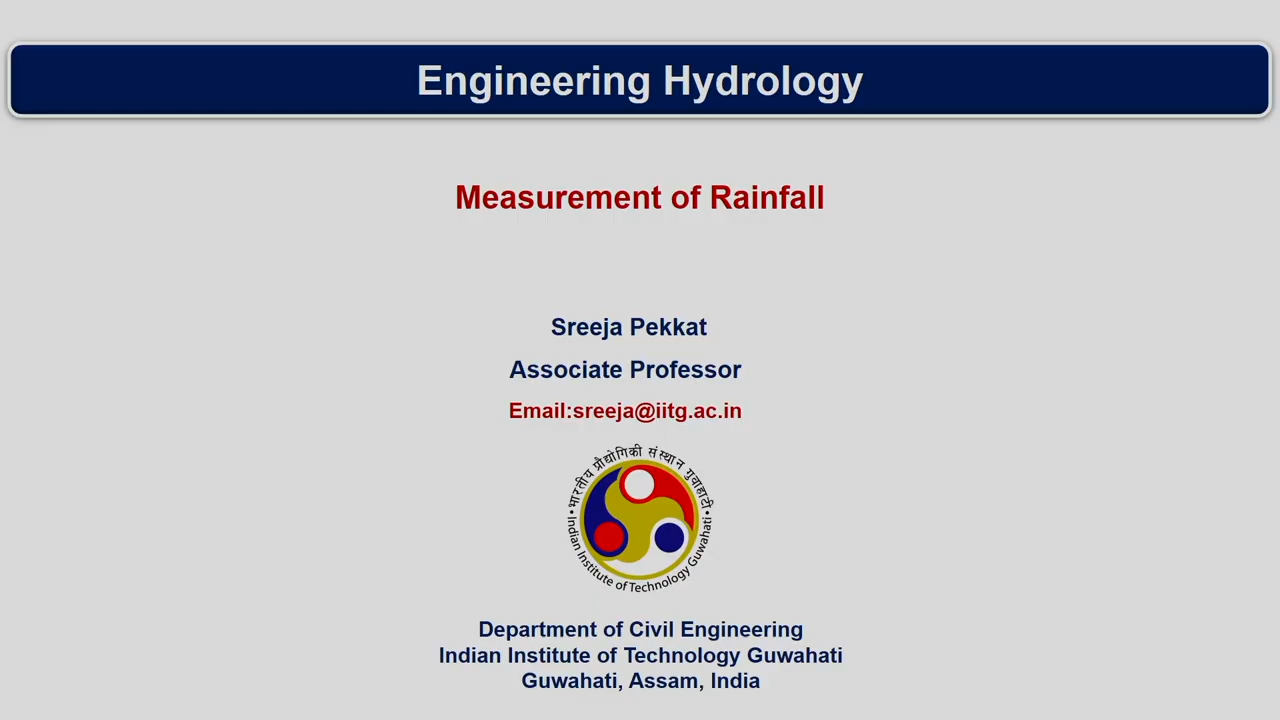 Engineering Hydrology
Measurement of Rainfall
Sreeja Pekkat
Associate Professor
Email:sreeja@iitg.ac.in
भारतीय प्रौद्योगिकी संस्थान गुवाहाटी
Indian Institute of Technology Guwahati
Department of Civil Engineering
Indian Institute of Technology Guwahati
Guwahati, Assam, India